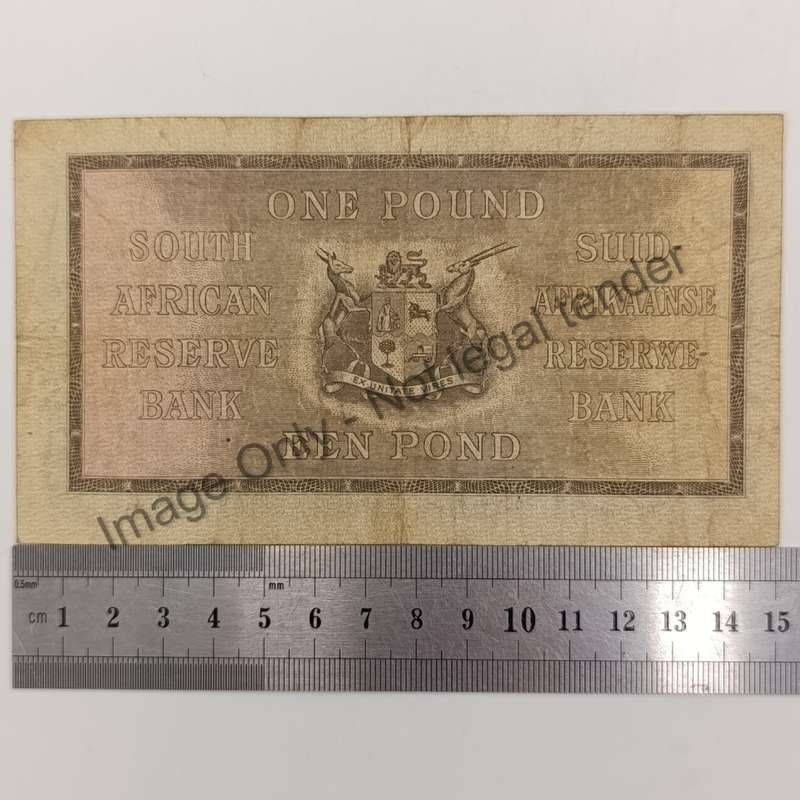 ONE POUND
SOUTH
AFRICAN
RESERVE
BANK
SUID-
AFRIKAANSE
RESERWE-
BANK
EX UNITATE VIRES
EEN POND
Image Only - Not legal tender
0.5mm
mm
cm 1 2 3 4 5 6 7 8 9 10 11 12 13 14 15